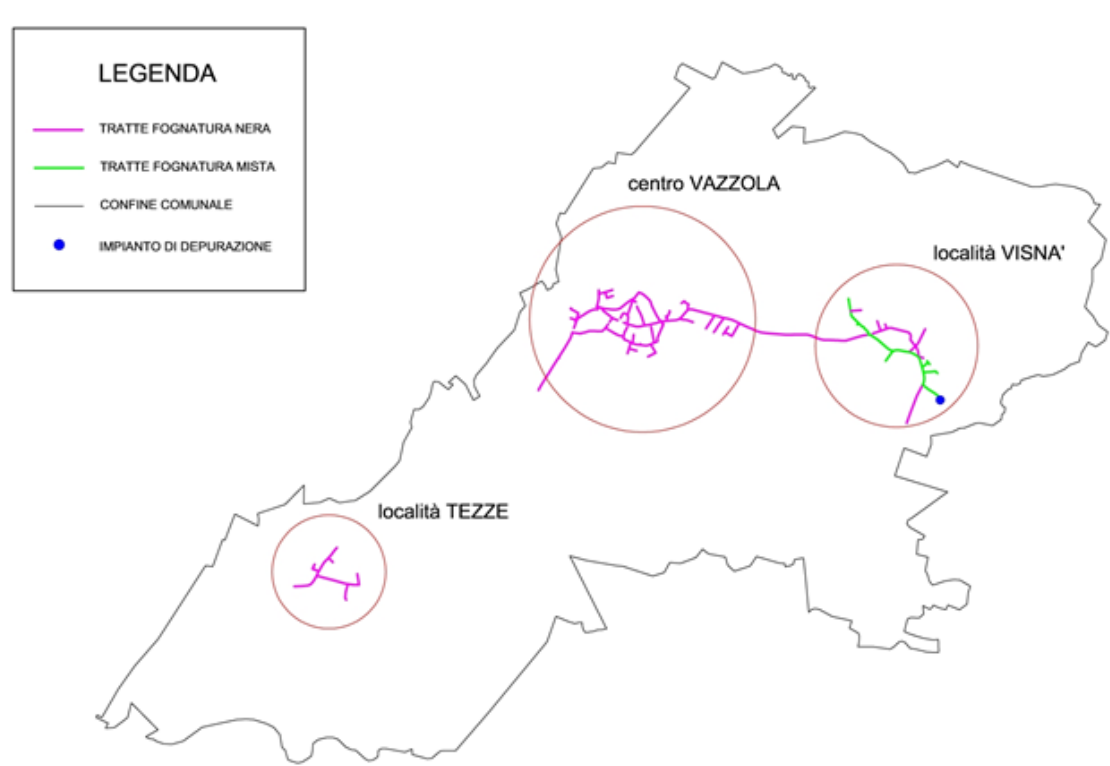 LEGENDA
TRATTE FOGNATURA NERA
TRATTE FOGNATURA MISTA
CONFINE COMUNALE
IMPIANTO DI DEPURAZIONE
centro VAZZOLA
località VISNA'
località TEZZE